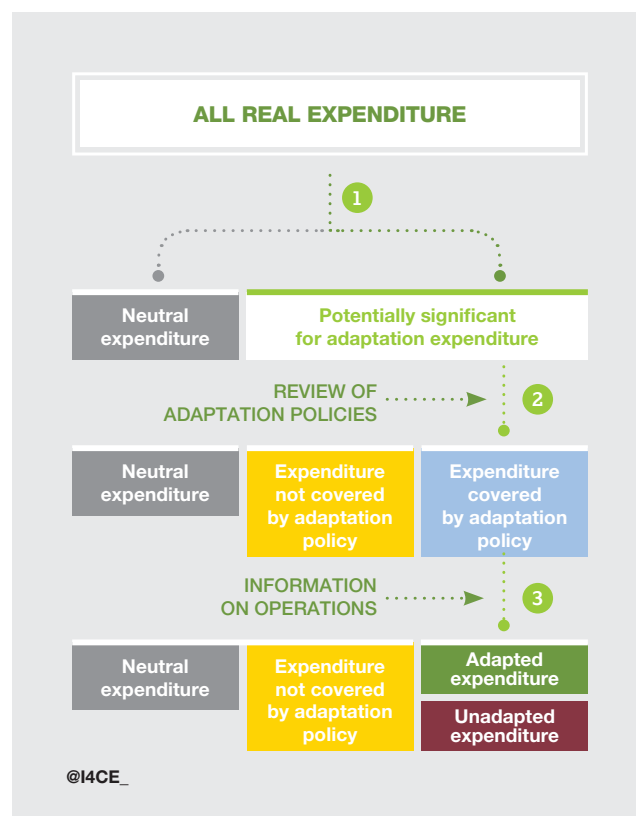 ALL REAL EXPENDITURE
1
Neutral
expenditure
Potentially significant
for adaptation expenditure
REVIEW OF
ADAPTATION POLICIES
2
Neutral
expenditure
Expenditure
not covered
by adaptation
policy
Expenditure
covered
by adaptation
policy
INFORMATION
ON OPERATIONS
3
Neutral
expenditure
Expenditure
not covered
by adaptation
policy
Adapted
expenditure
Unadapted
expenditure
@I4CE_